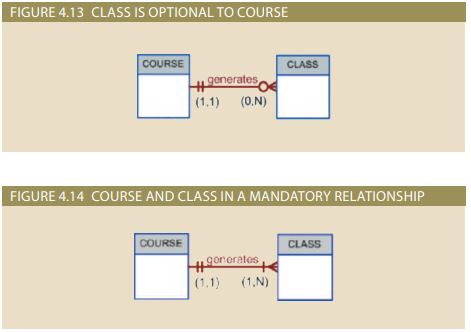 FIGURE 4.13 CLASS IS OPTIONAL TO COURSE
COURSE
generates
CLASS
(1,1) (0,N)
FIGURE 4.14 COURSE AND CLASS IN A MANDATORY RELATIONSHIP
COURSE
generates
CLASS
(1,1) (1,N)